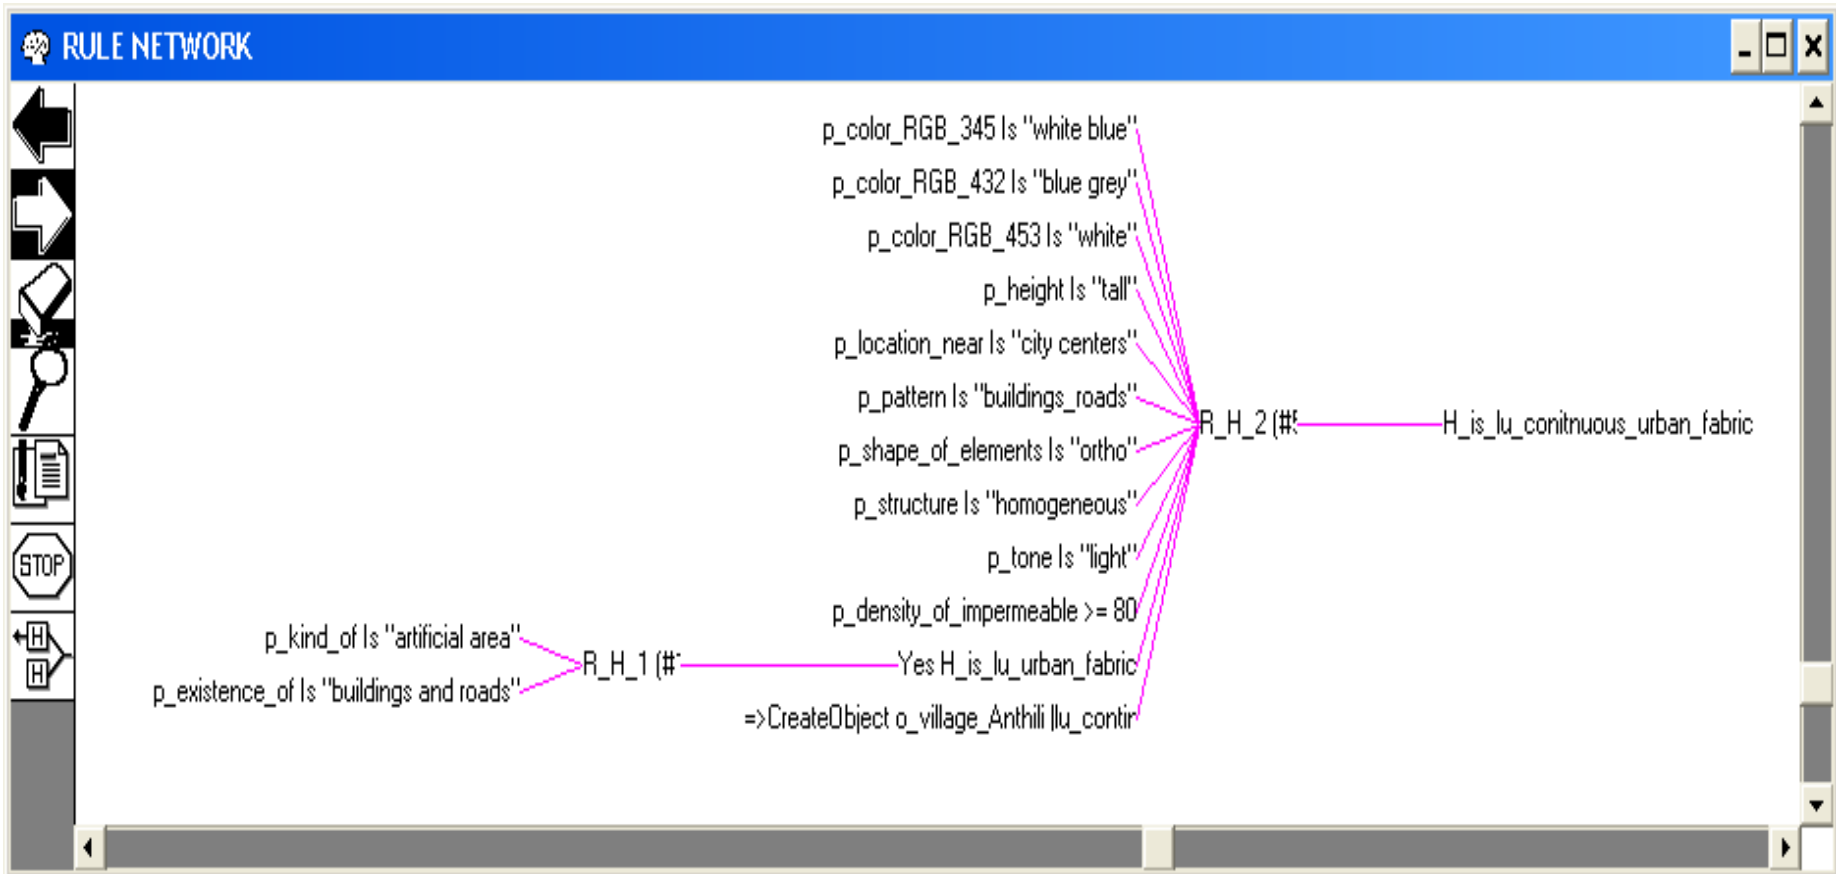 RULE NETWORK
p_color_RGB_345 Is "white blue"
p_color_RGB_432 Is "blue grey"
p_color_RGB_453 Is "white"
p_height Is "tall"
p_location_near Is "city centers"
p_pattern Is "buildings_roads"
R_H_2 (#5
H_is_lu_conitnuous_urban_fabric
p_shape_of_elements Is "ortho"
p_structure Is "homogeneous"
p_tone Is "light"
p_density_of_impermeable >= 80
STOP
p_kind_of Is "artificial area"
R_H_1 (#
Yes H_is_lu_urban_fabric
p_existence_of Is "buildings and roads"
=>CreateObject o_village_Anthili |lu_contin
H
H